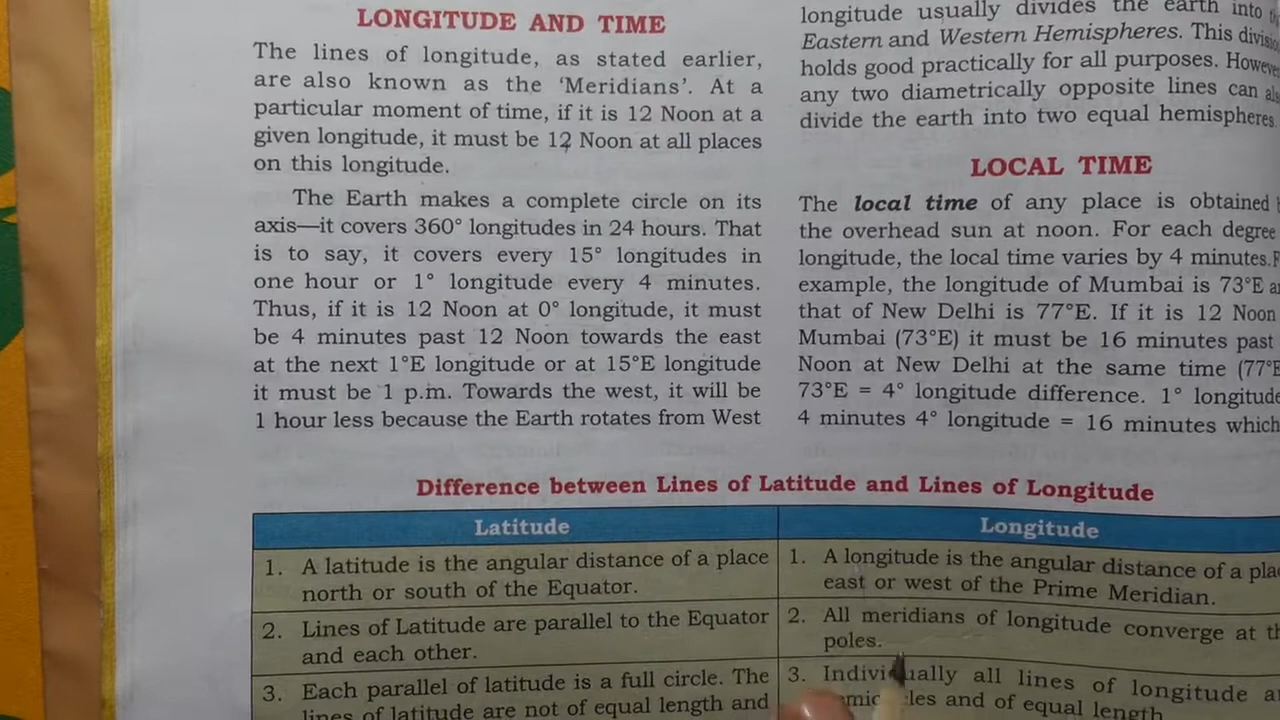 LONGITUDE AND TIME
The lines of longitude, as stated earlier,
are also known as the ‘Meridians’. At a
particular moment of time, if it is 12 Noon at a
given longitude, it must be 12 Noon at all places
on this longitude.
The Earth makes a complete circle on its
axis—it covers 360° longitudes in 24 hours. That
is to say, it covers every 15° longitudes in
one hour or 1° longitude every 4 minutes.
Thus, if it is 12 Noon at 0° longitude, it must
be 4 minutes past 12 Noon towards the east
at the next 1°E longitude or at 15°E longitude
it must be 1 p.m. Towards the west, it will be
1 hour less because the Earth rotates from West
longitude usually divides the earth into
Eastern and Western Hemispheres. This
holds good practically for all purposes.
any two diametrically opposite lines can
divide the earth into two equal hemispheres.
LOCAL TIME
The local time of any place is obtained
the overhead sun at noon. For each degree
longitude, the local time varies by 4 minutes.
example, the longitude of Mumbai is 73°E
that of New Delhi is 77°E. If it is 12 Noon
Mumbai (73°E) it must be 16 minutes past
Noon at New Delhi at the same time (77°E
73°E = 4° longitude difference. 1° longitude
4 minutes 4° longitude = 16 minutes which
Difference between Lines of Latitude and Lines of Longitude
Latitude
Longitude
1. A latitude is the angular distance of a place
north or south of the Equator.
1. A longitude is the angular distance of a
east or west of the Prime Meridian.
2. Lines of Latitude are parallel to the Equator
and each other.
2. All meridians of longitude converge at
poles.
3. Each parallel of latitude is a full circle. The
lines of latitude are not of equal length and
3. Individually all lines of longitude
and of equal length